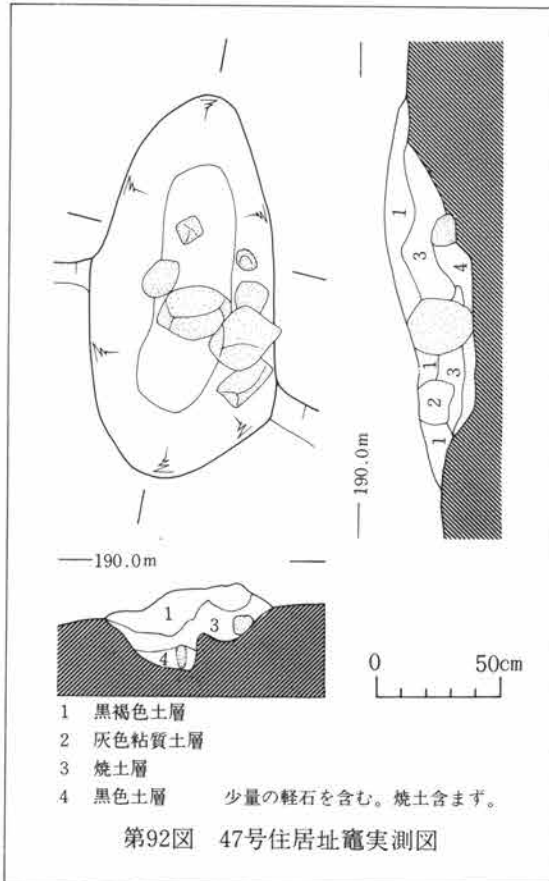 1
3
4
1
3
2
1
190.0m
190.0m
1
3
4
0 50cm
1 黒褐色土層
2 灰色粘質土層
3 焼土層
4 黒色土層 少量の軽石を含む。焼土含まず。
第92図 47号住居址竈実測図